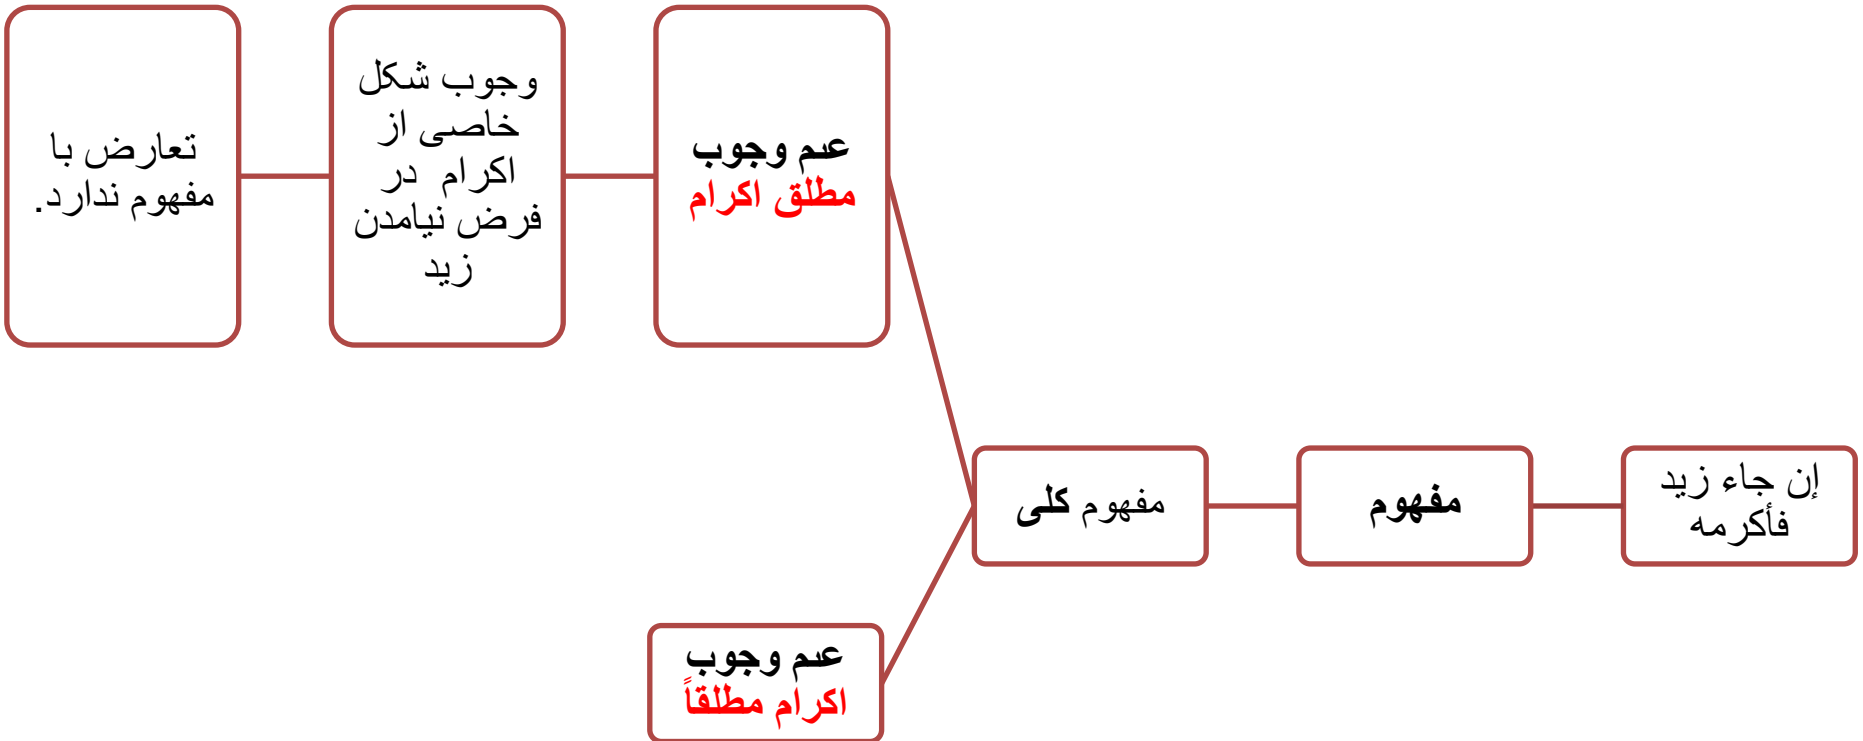 إن جاء زید
فأکرمه
مفهوم
مفهوم کلی
عدم وجوب
مطلق اکرام
وجوب شکل
خاصی از
اکرام در
فرض نیامدن
زید
تعارض با
مفهوم ندارد.
عدم وجوب
اکرام مطلقاً